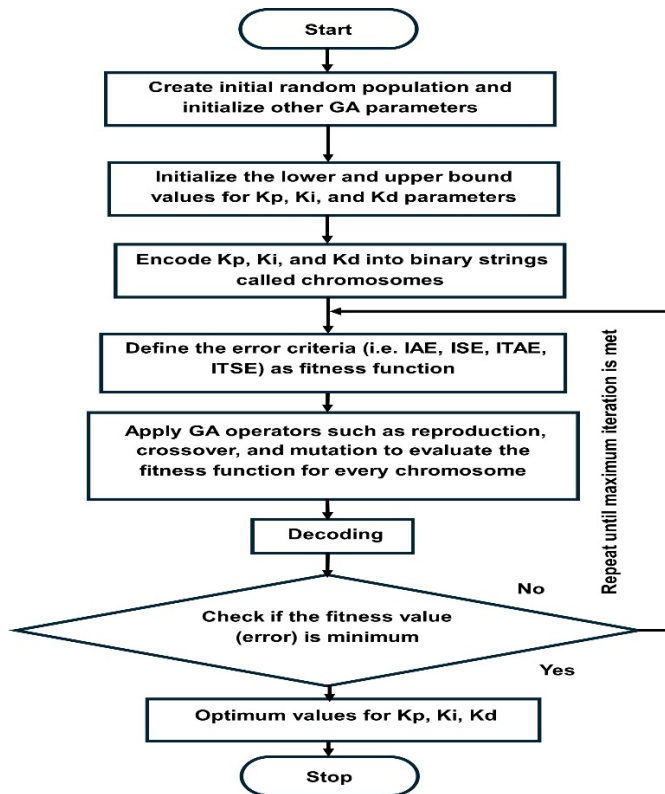 Start
Create initial random population and
initialize other GA parameters
Initialize the lower and upper bound
values for Kp, Ki, and Kd parameters
Encode Kp, Ki, and Kd into binary strings
called chromosomes
Define the error criteria (i.e. IAE, ISE, ITAE,
ITSE) as fitness function
Apply GA operators such as reproduction,
crossover, and mutation to evaluate the
fitness function for every chromosome
Decoding
Check if the fitness value
(error) is minimum
No
Repeat until maximum iteration is met
Yes
Optimum values for Kp, Ki, Kd
Stop